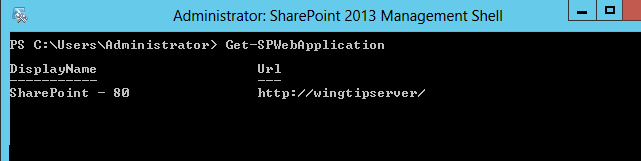 Administrator: SharePoint 2013 Management Shell
PS C:\Users\Administrator> Get-SPWebApplication
DisplayName Url
----------- ---
SharePoint - 80 http://wingtipserver/